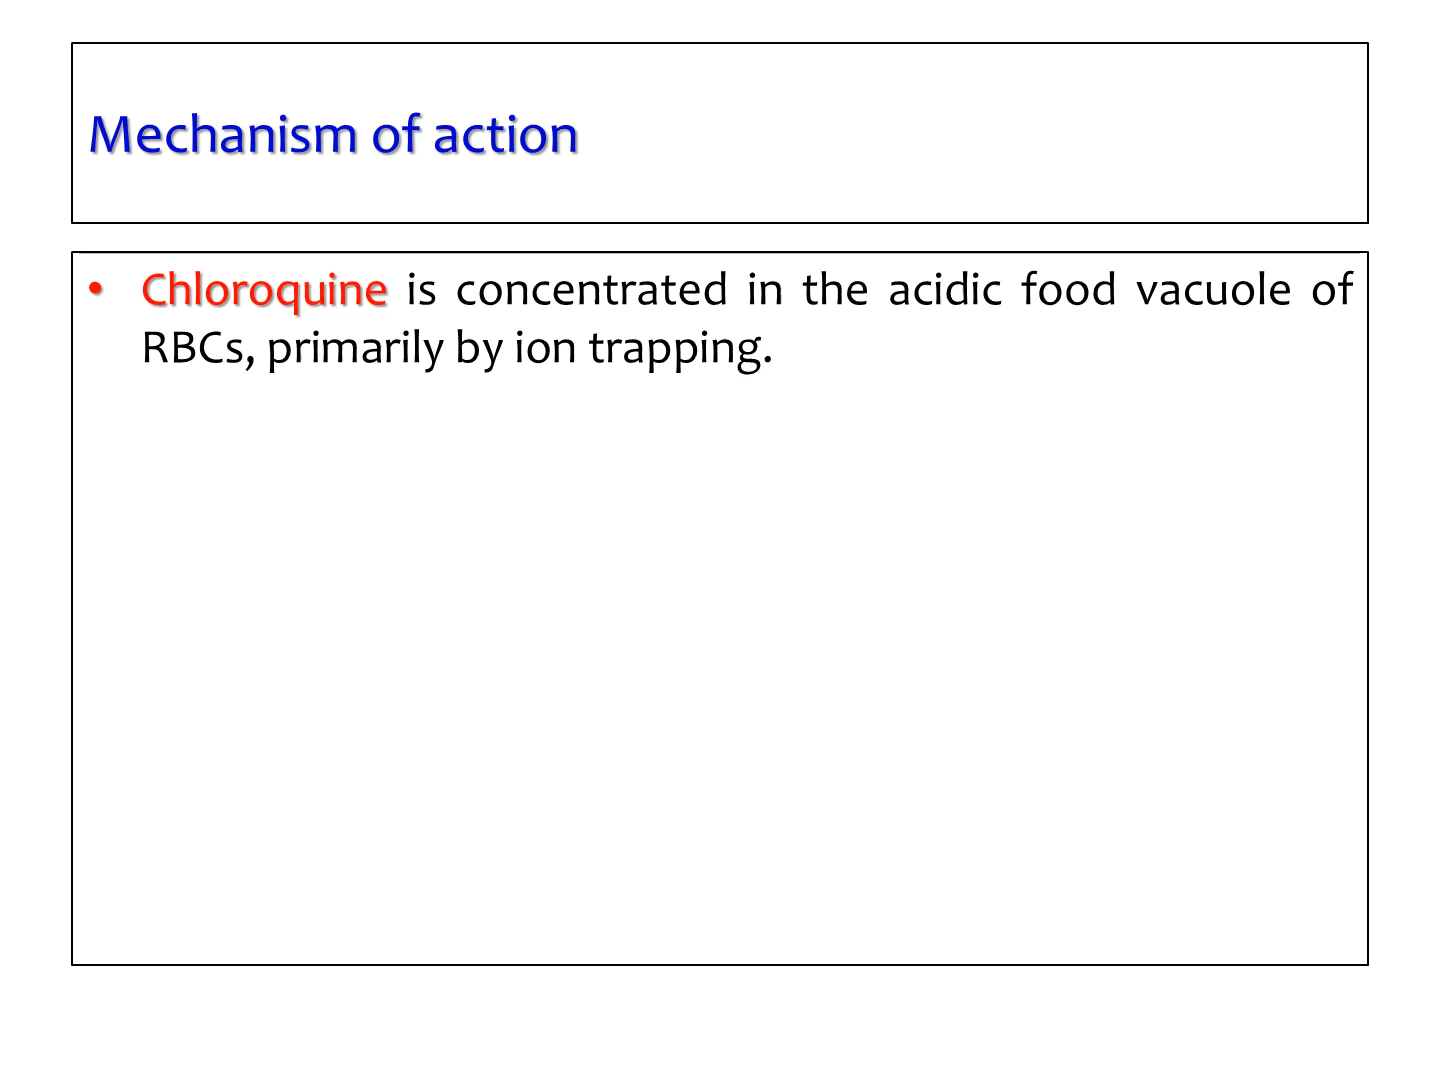 Mechanism of action
• Chloroquine is concentrated in the acidic food vacuole of
RBCs, primarily by ion trapping.